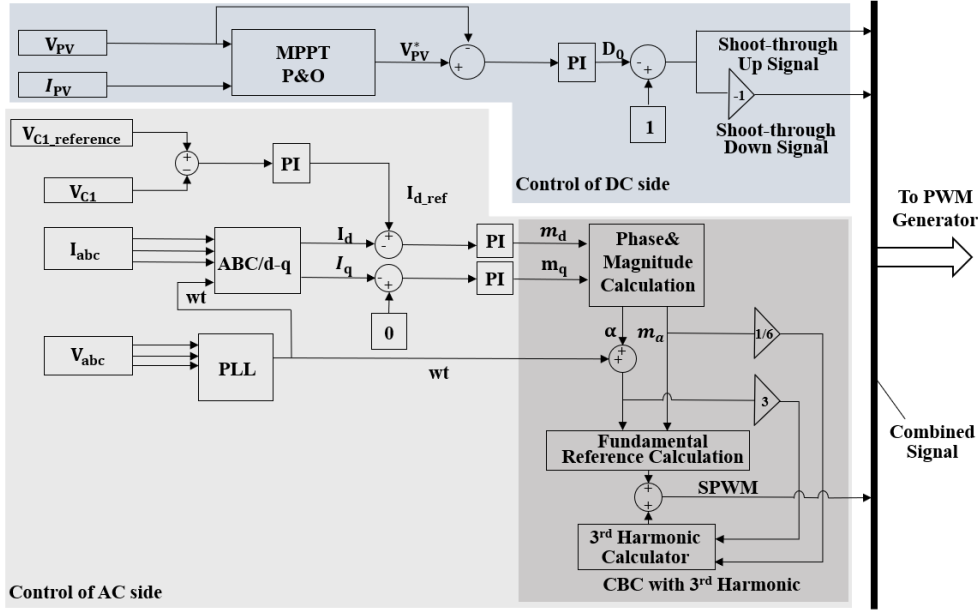 V_PV
I_PV
MPPT
P&O
V*_PV
-
+
PI
D₀
-
+
1
-1
Shoot-through
Up Signal
Shoot-through
Down Signal
Control of DC side
V_C1_reference
V_C1
+
−
PI
I_d_ref
I_abc
ABC/d-q
wt
I_d
I_q
-
+
-
+
0
PI
PI
m_d
m_q
Phase&
Magnitude
Calculation
α
m_a
1/6
+
+
V_abc
PLL
wt
3
Fundamental
Reference Calculation
+
+
SPWM
3rd Harmonic
Calculator
CBC with 3rd Harmonic
Control of AC side
To PWM
Generator
Combined
Signal